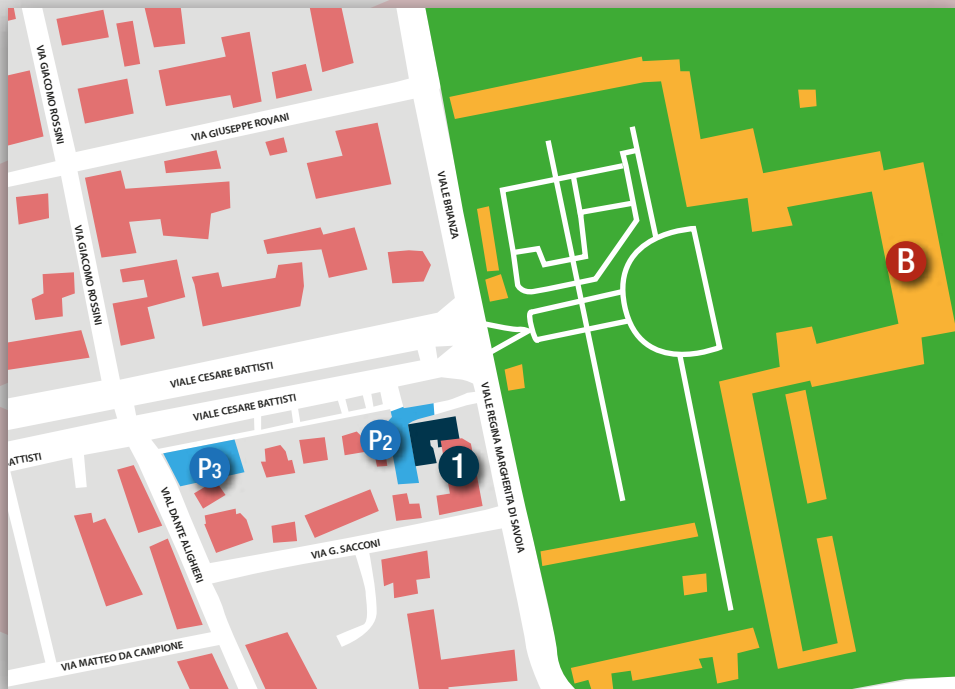 VIA GIACOMO ROSSINI
VIA GIUSEPPE ROVANI
VIALE BRIANZA
VIA GIACOMO ROSSINI
B
VIALE CESARE BATTISTI
VIALE CESARE BATTISTI
ATTISTI
P3
P2
1
VIALE REGINA MARGHERITA DI SAVOIA
VIAL DANTE ALIGHIERI
VIA G. SACCONI
VIA MATTEO DA CAMPIONE